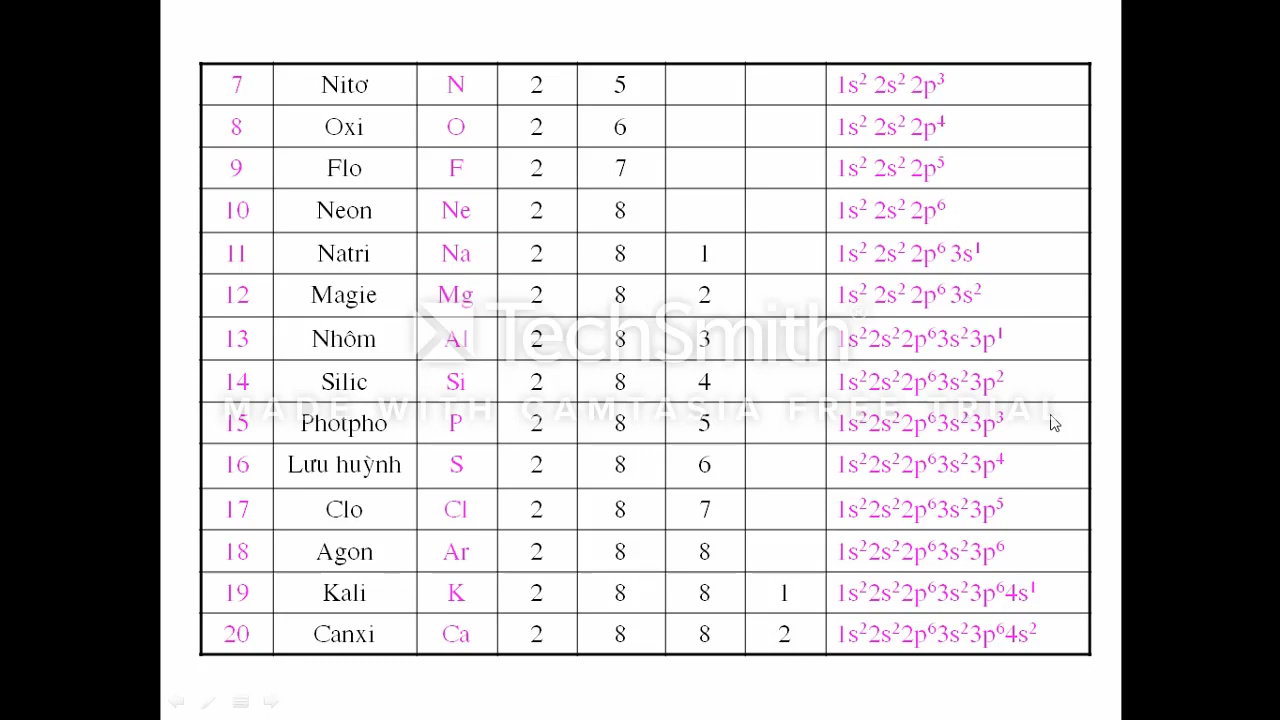 7 Nitơ N 2 5 1s² 2s² 2p³
8 Oxi O 2 6 1s² 2s² 2p⁴
9 Flo F 2 7 1s² 2s² 2p⁵
10 Neon Ne 2 8 1s² 2s² 2p⁶
11 Natri Na 2 8 1 1s² 2s² 2p⁶ 3s¹
12 Magie Mg 2 8 2 1s² 2s² 2p⁶ 3s²
TechSmith
13 Nhôm Al 2 8 3 1s²2s²2p⁶3s²3p¹
14 Silic Si 2 8 4 1s²2s²2p⁶3s²3p²
MADE WITH CAMTASIA FREE TRIAL
15 Photpho P 2 8 5 1s²2s²2p⁶3s²3p³
16 Lưu huỳnh S 2 8 6 1s²2s²2p⁶3s²3p⁴
17 Clo Cl 2 8 7 1s²2s²2p⁶3s²3p⁵
18 Agon Ar 2 8 8 1s²2s²2p⁶3s²3p⁶
19 Kali K 2 8 8 1 1s²2s²2p⁶3s²3p⁶4s¹
20 Canxi Ca 2 8 8 2 1s²2s²2p⁶3s²3p⁶4s²